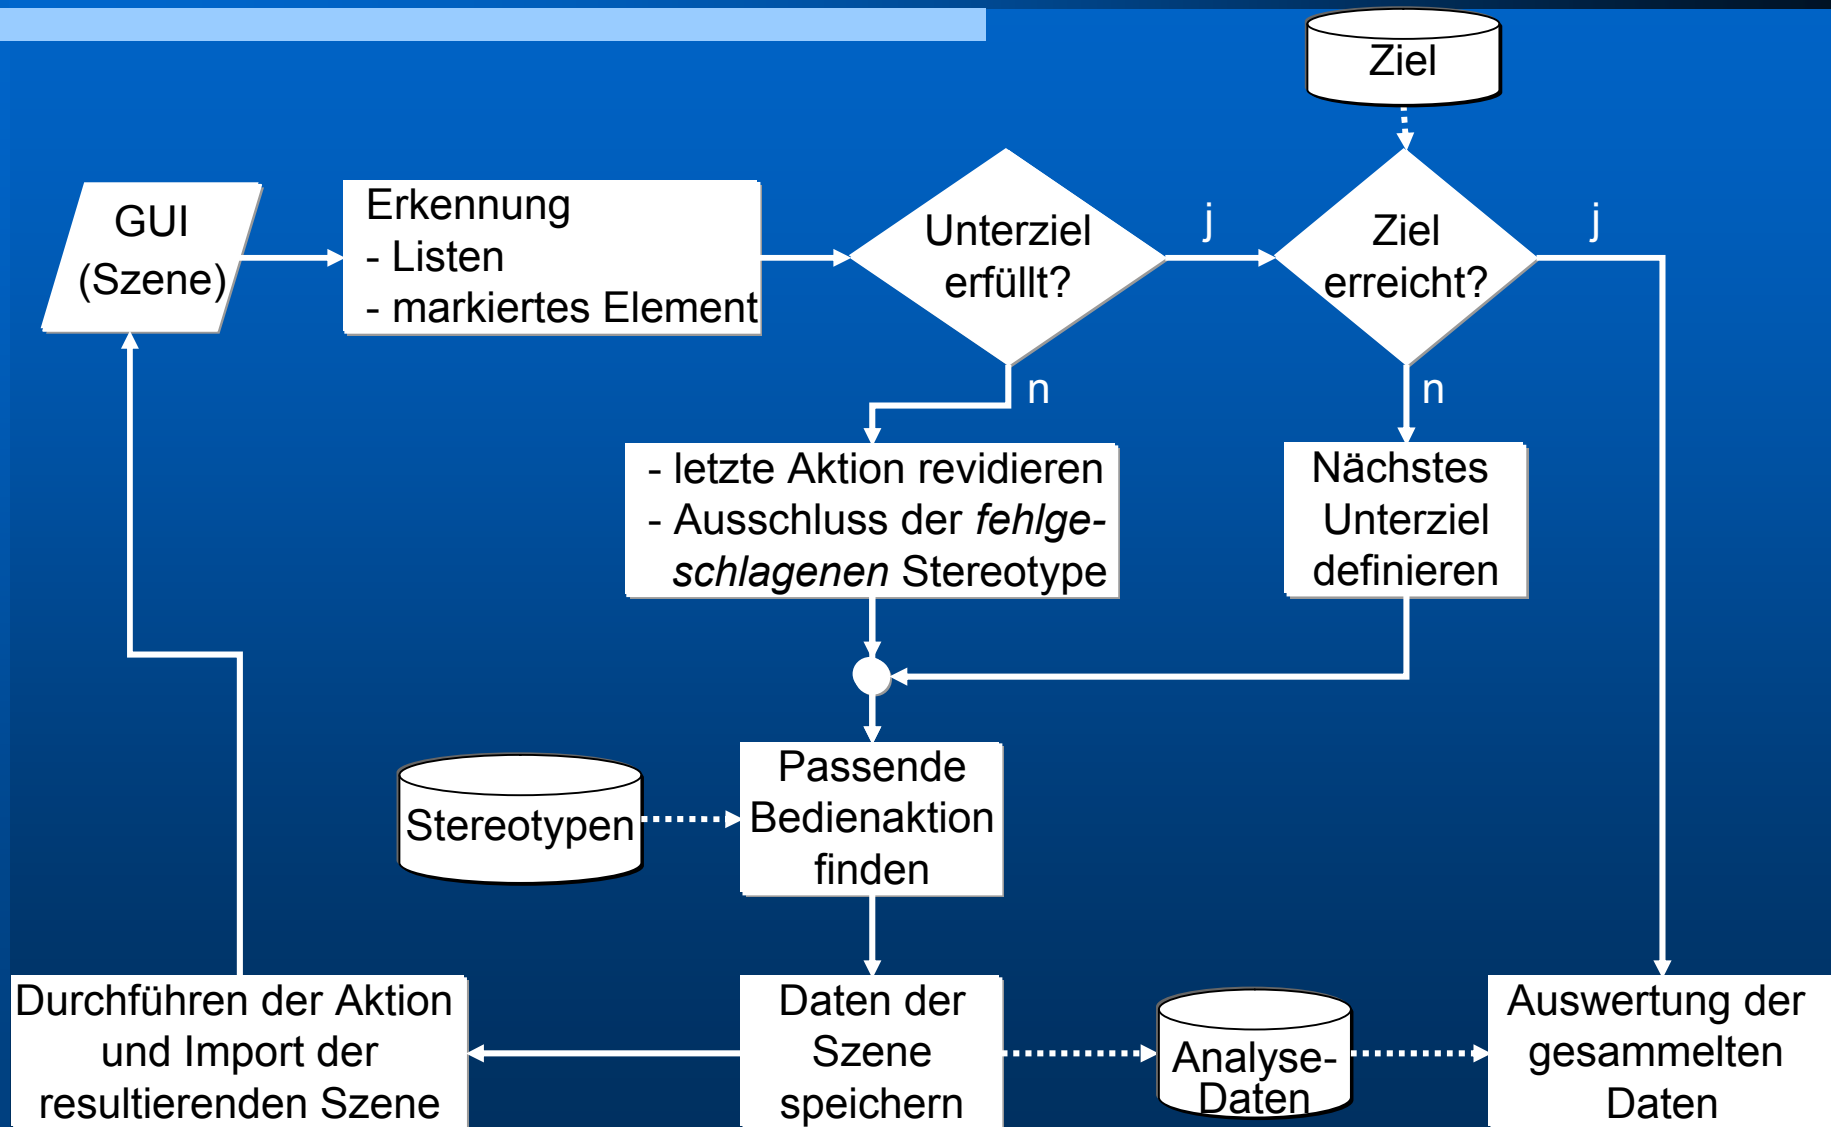 Ziel
GUI
(Szene)
Erkennung
- Listen
- markiertes Element
Unterziel
erfüllt?
j
Ziel
erreicht?
j
n
n
- letzte Aktion revidieren
- Ausschluss der fehlge-
schlagenen Stereotype
Nächstes
Unterziel
definieren
Stereotypen
Passende
Bedienaktion
finden
Durchführen der Aktion
und Import der
resultierenden Szene
Daten der
Szene
speichern
Analyse-
Daten
Auswertung der
gesammelten
Daten